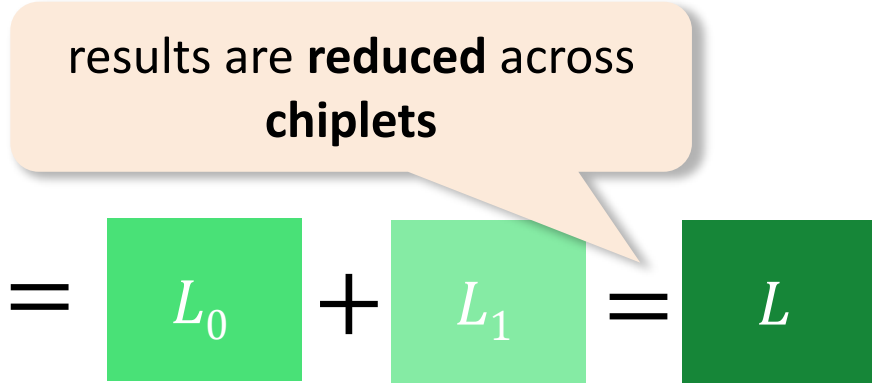 results are reduced across
chiplets
= L₀ + L₁ = L